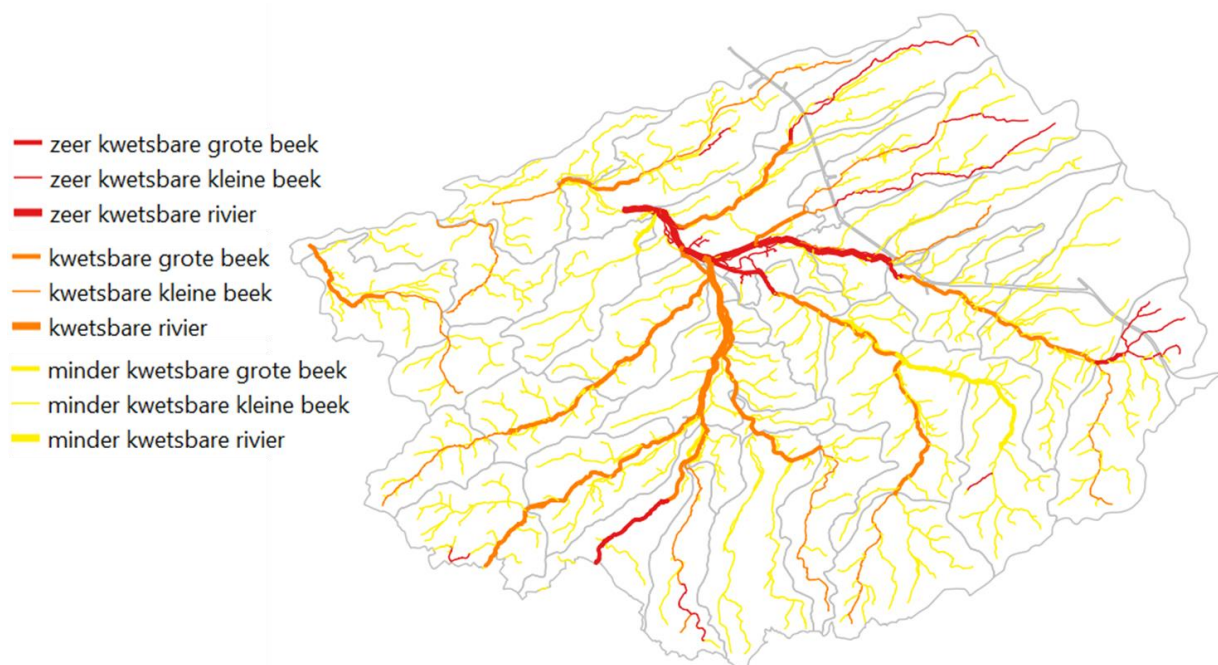 zeer kwetsbare grote beek
zeer kwetsbare kleine beek
zeer kwetsbare rivier
kwetsbare grote beek
kwetsbare kleine beek
kwetsbare rivier
minder kwetsbare grote beek
minder kwetsbare kleine beek
minder kwetsbare rivier